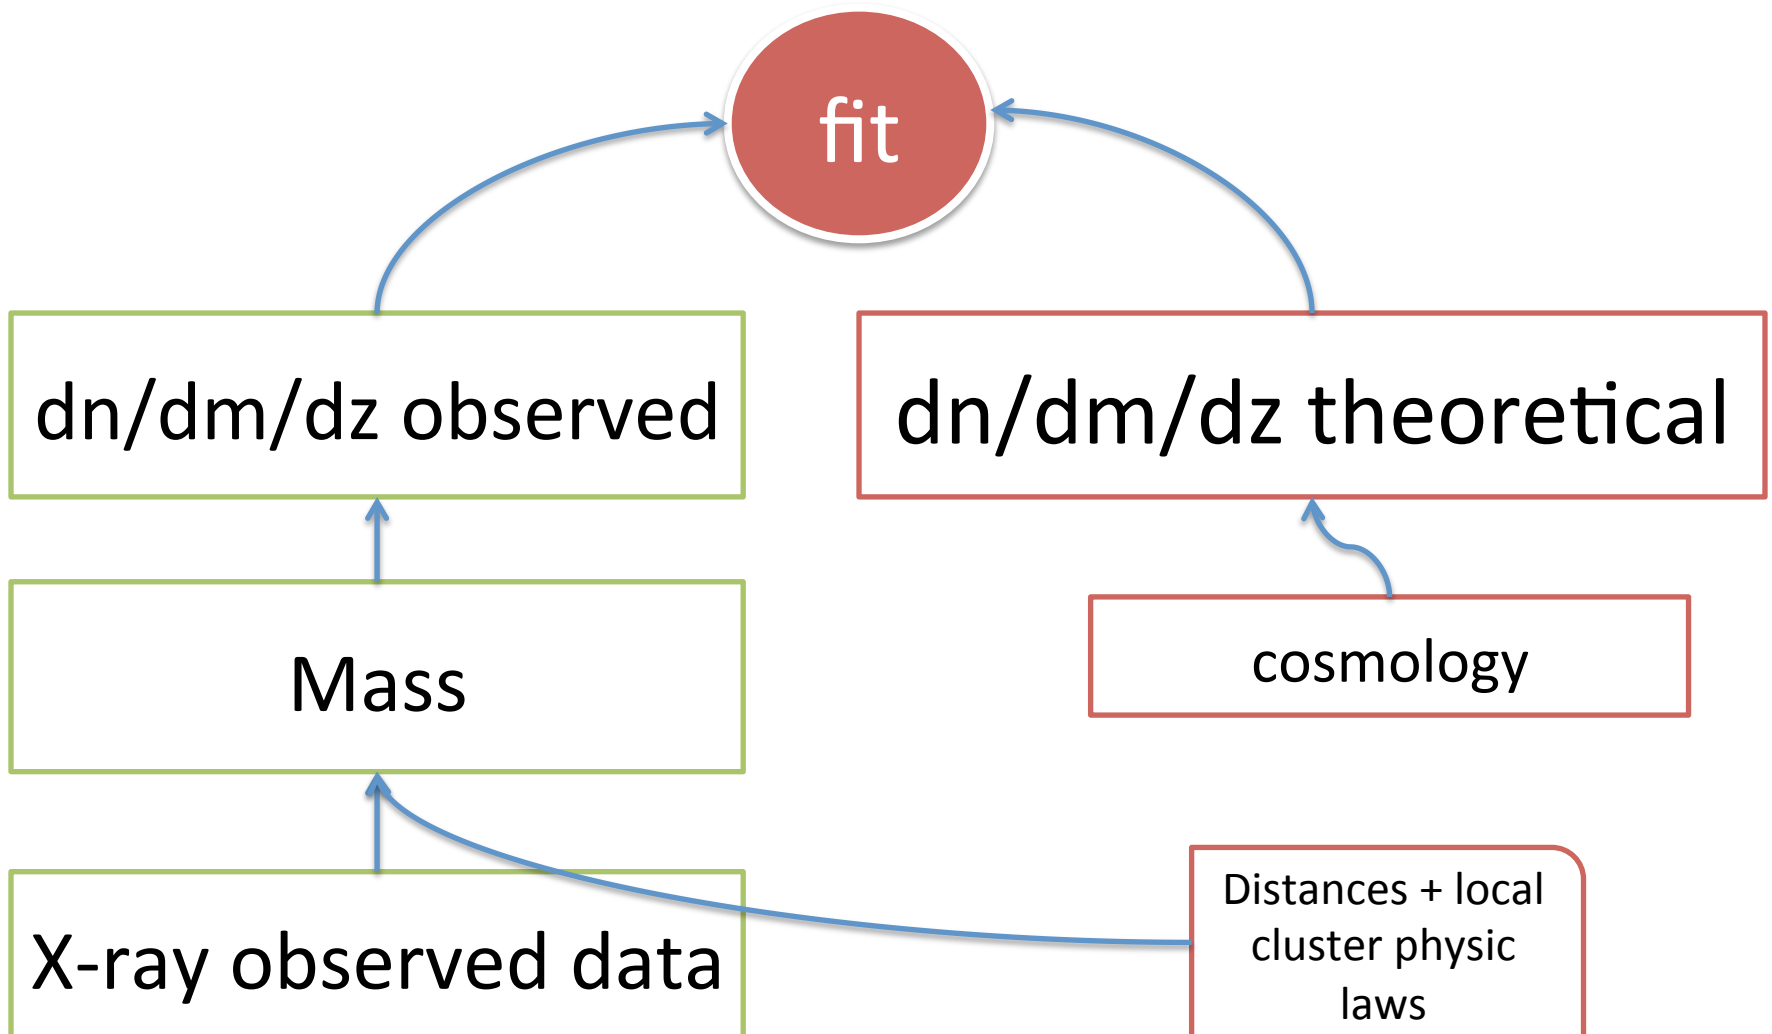 fit
dn/dm/dz observed
dn/dm/dz theoretical
Mass
cosmology
X-ray observed data
Distances + local
cluster physic
laws